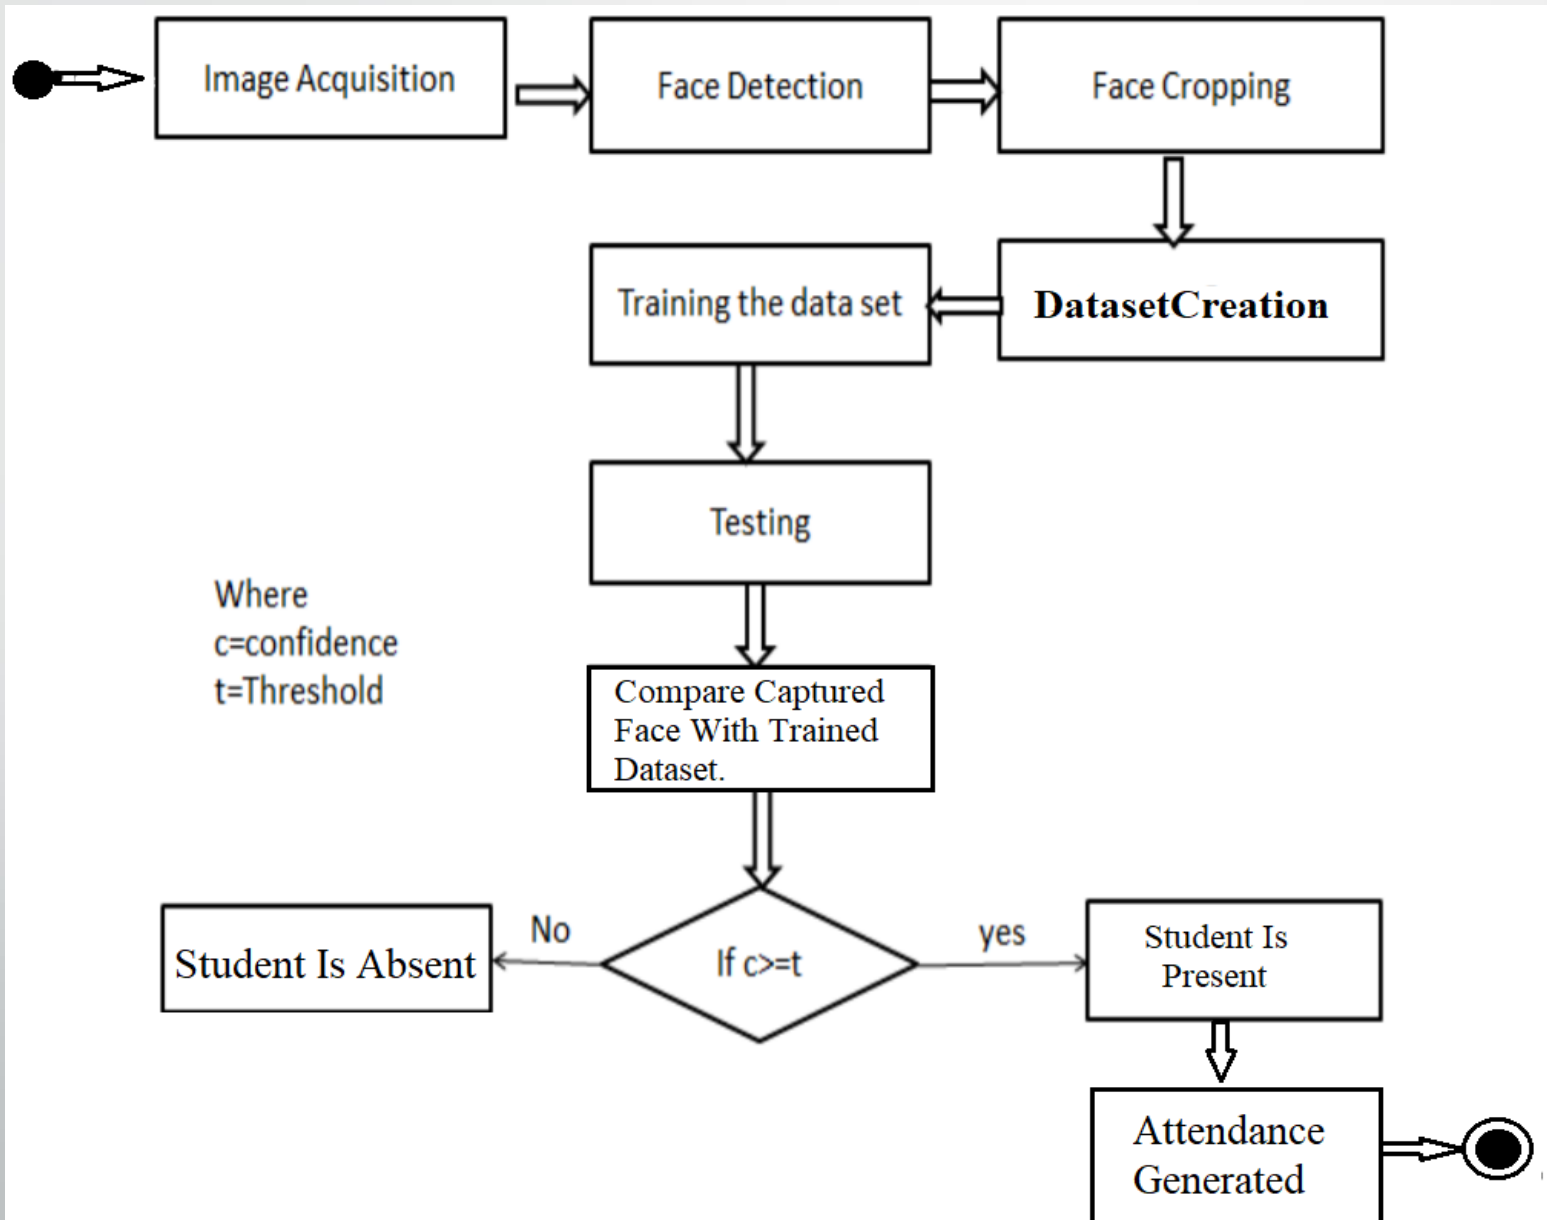 Image Acquisition
Face Detection
Face Cropping
DatasetCreation
Training the data set
Testing
Where
c=confidence
t=Threshold
Compare Captured
Face With Trained
Dataset.
If c>=t
No
Student Is Absent
yes
Student Is
Present
Attendance
Generated